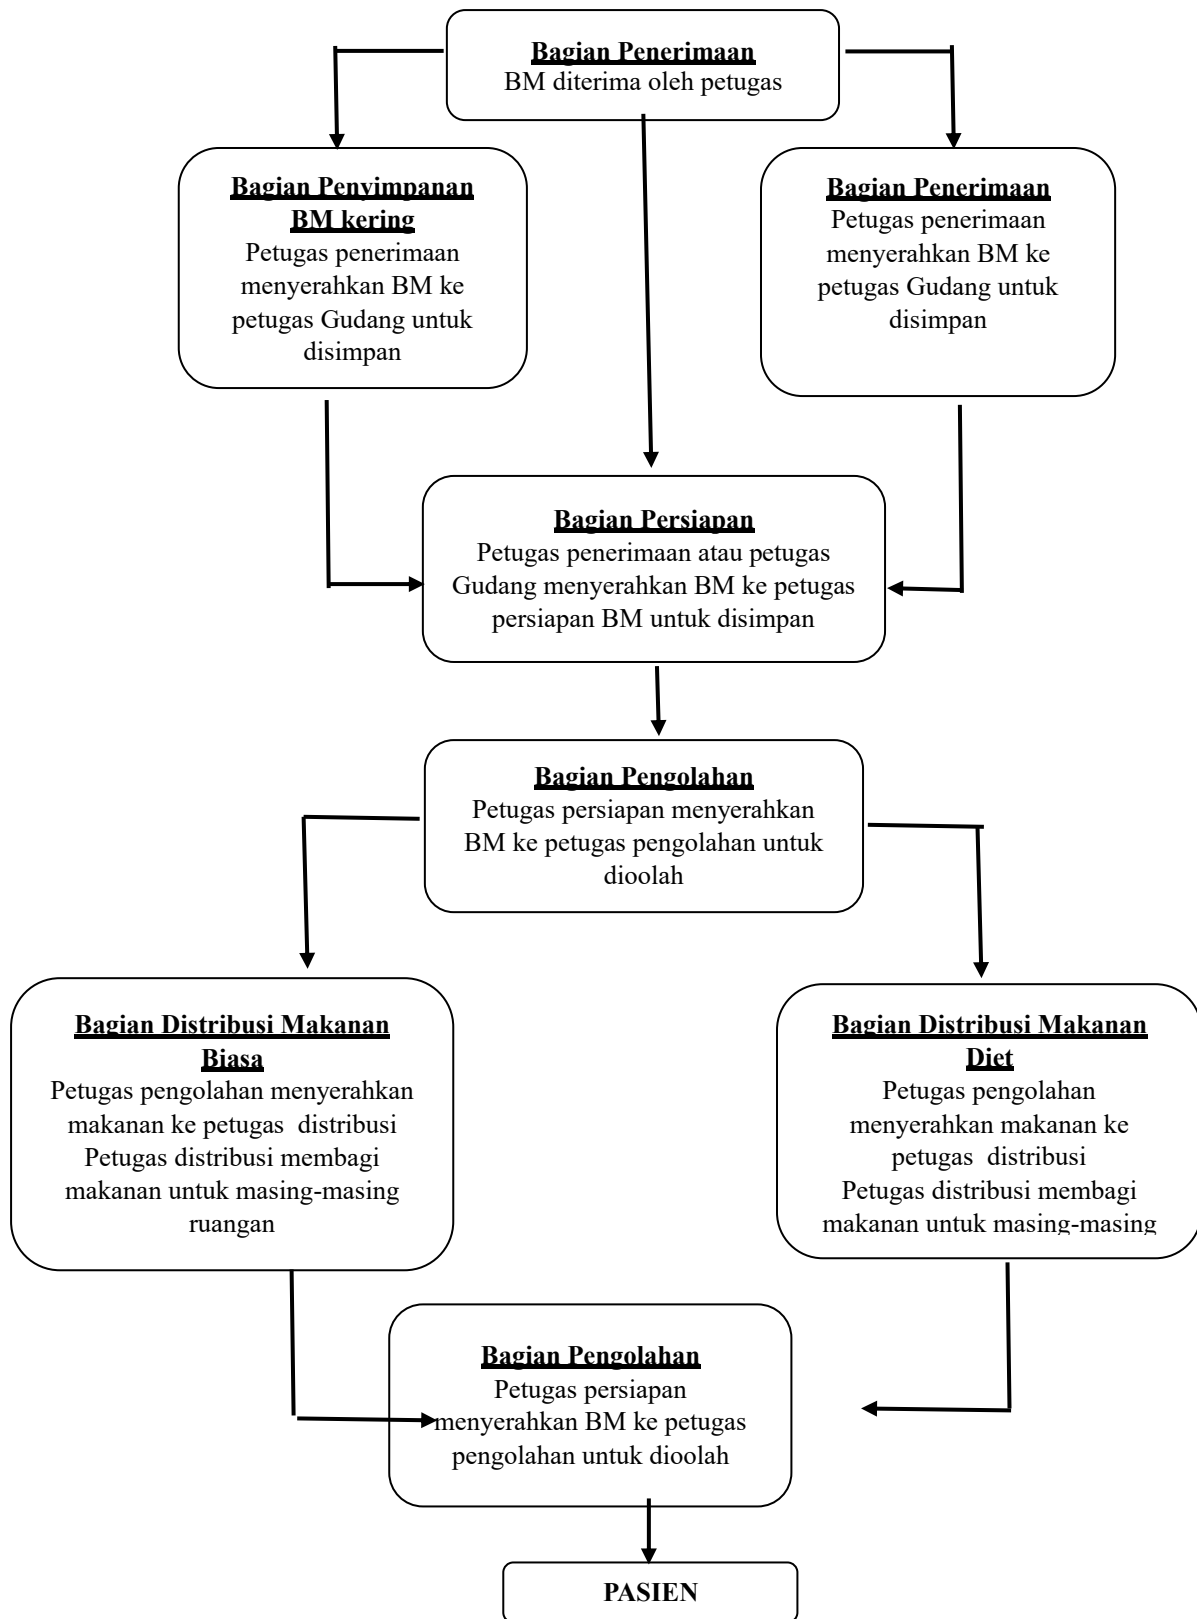 Bagian Penerimaan
BM diterima oleh petugas
Bagian Penyimpanan
BM kering
Petugas penerimaan
menyerahkan BM ke
petugas Gudang untuk
disimpan
Bagian Penerimaan
Petugas penerimaan
menyerahkan BM ke
petugas Gudang untuk
disimpan
Bagian Persiapan
Petugas penerimaan atau petugas
Gudang menyerahkan BM ke petugas
persiapan BM untuk disimpan
Bagian Pengolahan
Petugas persiapan menyerahkan
BM ke petugas pengolahan untuk
dioolah
Bagian Distribusi Makanan
Biasa
Petugas pengolahan menyerahkan
makanan ke petugas distribusi
Petugas distribusi membagi
makanan untuk masing-masing
ruangan
Bagian Distribusi Makanan
Diet
Petugas pengolahan
menyerahkan makanan ke
petugas distribusi
Petugas distribusi membagi
makanan untuk masing-masing
Bagian Pengolahan
Petugas persiapan
menyerahkan BM ke petugas
pengolahan untuk dioolah
PASIEN